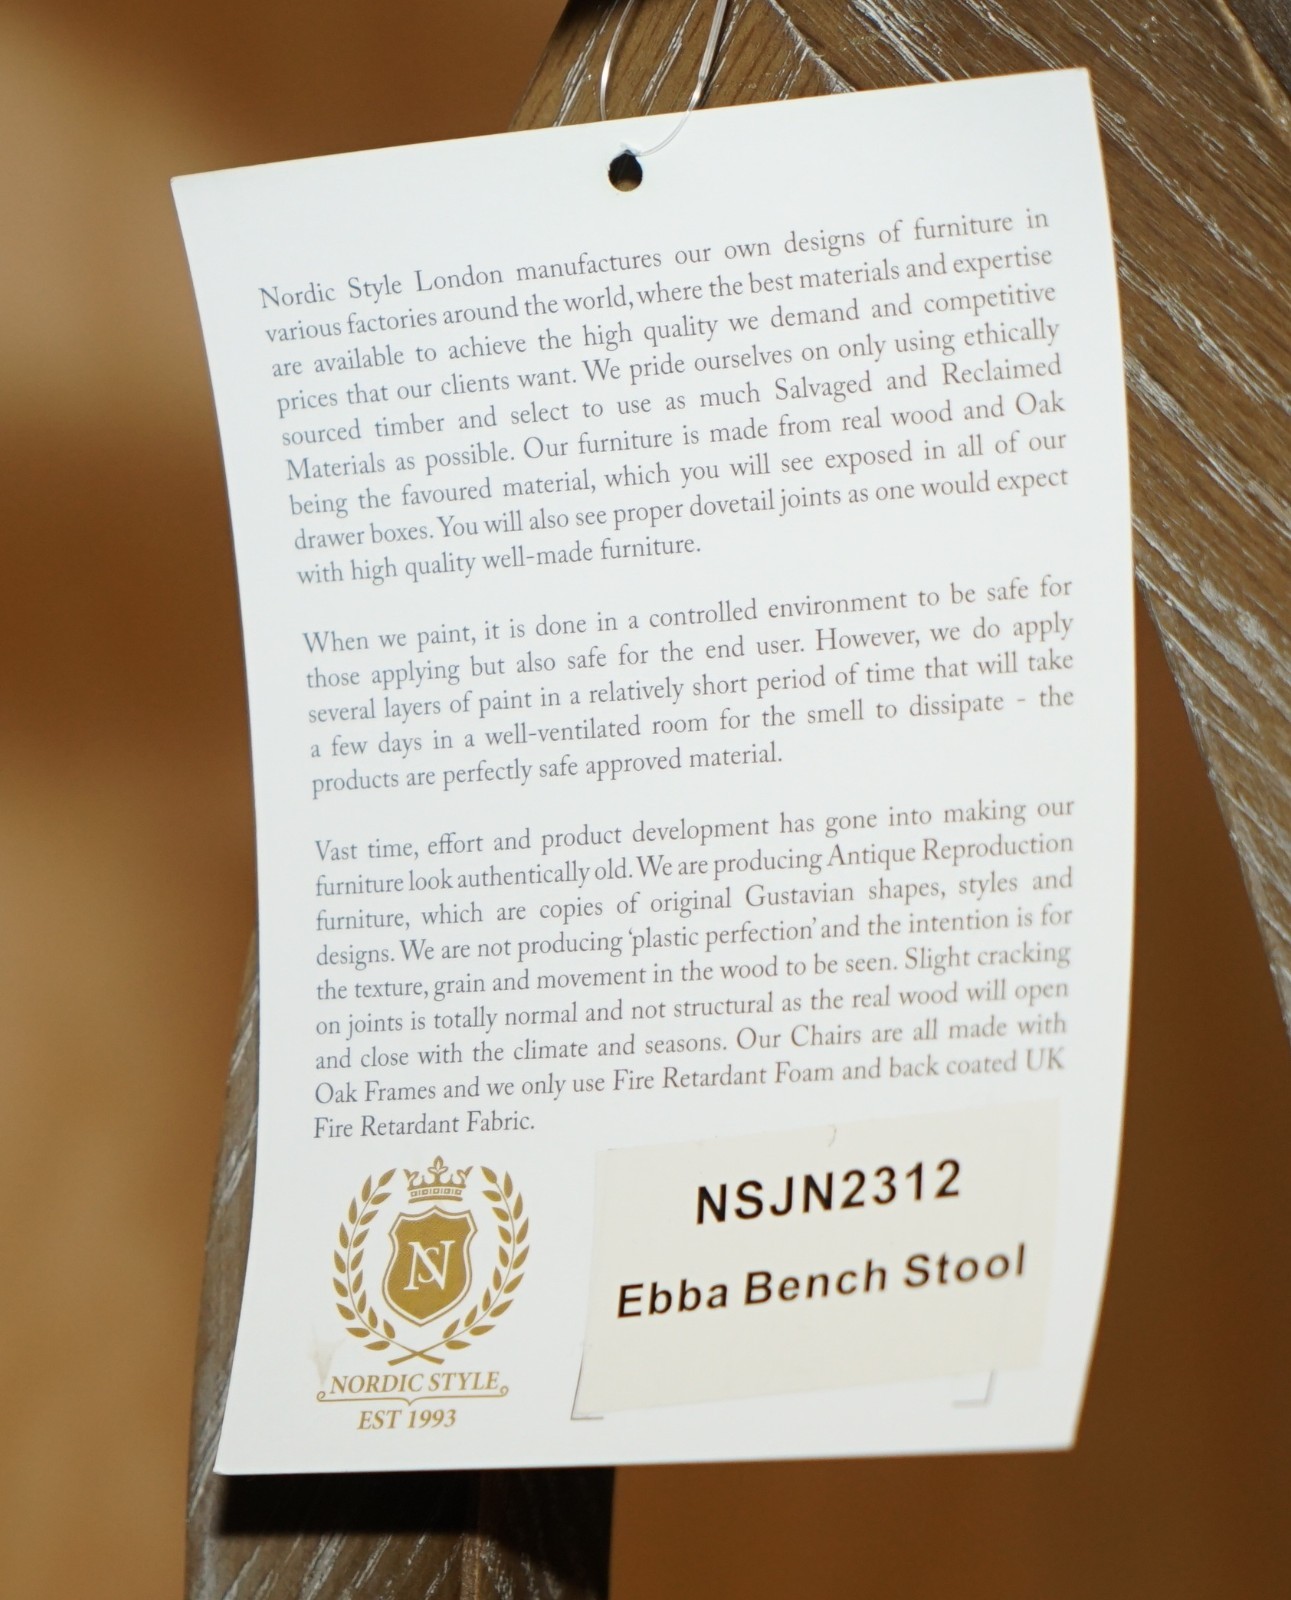 Nordic Style London manufactures our own designs of furniture in
various factories around the world, where the best materials and expertise
are available to achieve the high quality we demand and competitive
prices that our clients want. We pride ourselves on only using ethically
sourced timber and select to use as much Salvaged and Reclaimed
Materials as possible. Our furniture is made from real wood and Oak
being the favoured material, which you will see exposed in all of our
drawer boxes. You will also see proper dovetail joints as one would expect
with high quality well-made furniture.
When we paint, it is done in a controlled environment to be safe for
those applying but also safe for the end user. However, we do apply
several layers of paint in a relatively short period of time that will take
a few days in a well-ventilated room for the smell to dissipate - the
products are perfectly safe approved material.
Vast time, effort and product development has gone into making our
furniture look authentically old. We are producing Antique Reproduction
furniture, which are copies of original Gustavian shapes, styles and
designs. We are not producing ‘plastic perfection’ and the intention is for
the texture, grain and movement in the wood to be seen. Slight cracking
on joints is totally normal and not structural as the real wood will open
and close with the climate and seasons. Our Chairs are all made with
Oak Frames and we only use Fire Retardant Foam and back coated UK
Fire Retardant Fabric.
NS
NORDIC STYLE
EST 1993
NSJN2312
Ebba Bench Stool